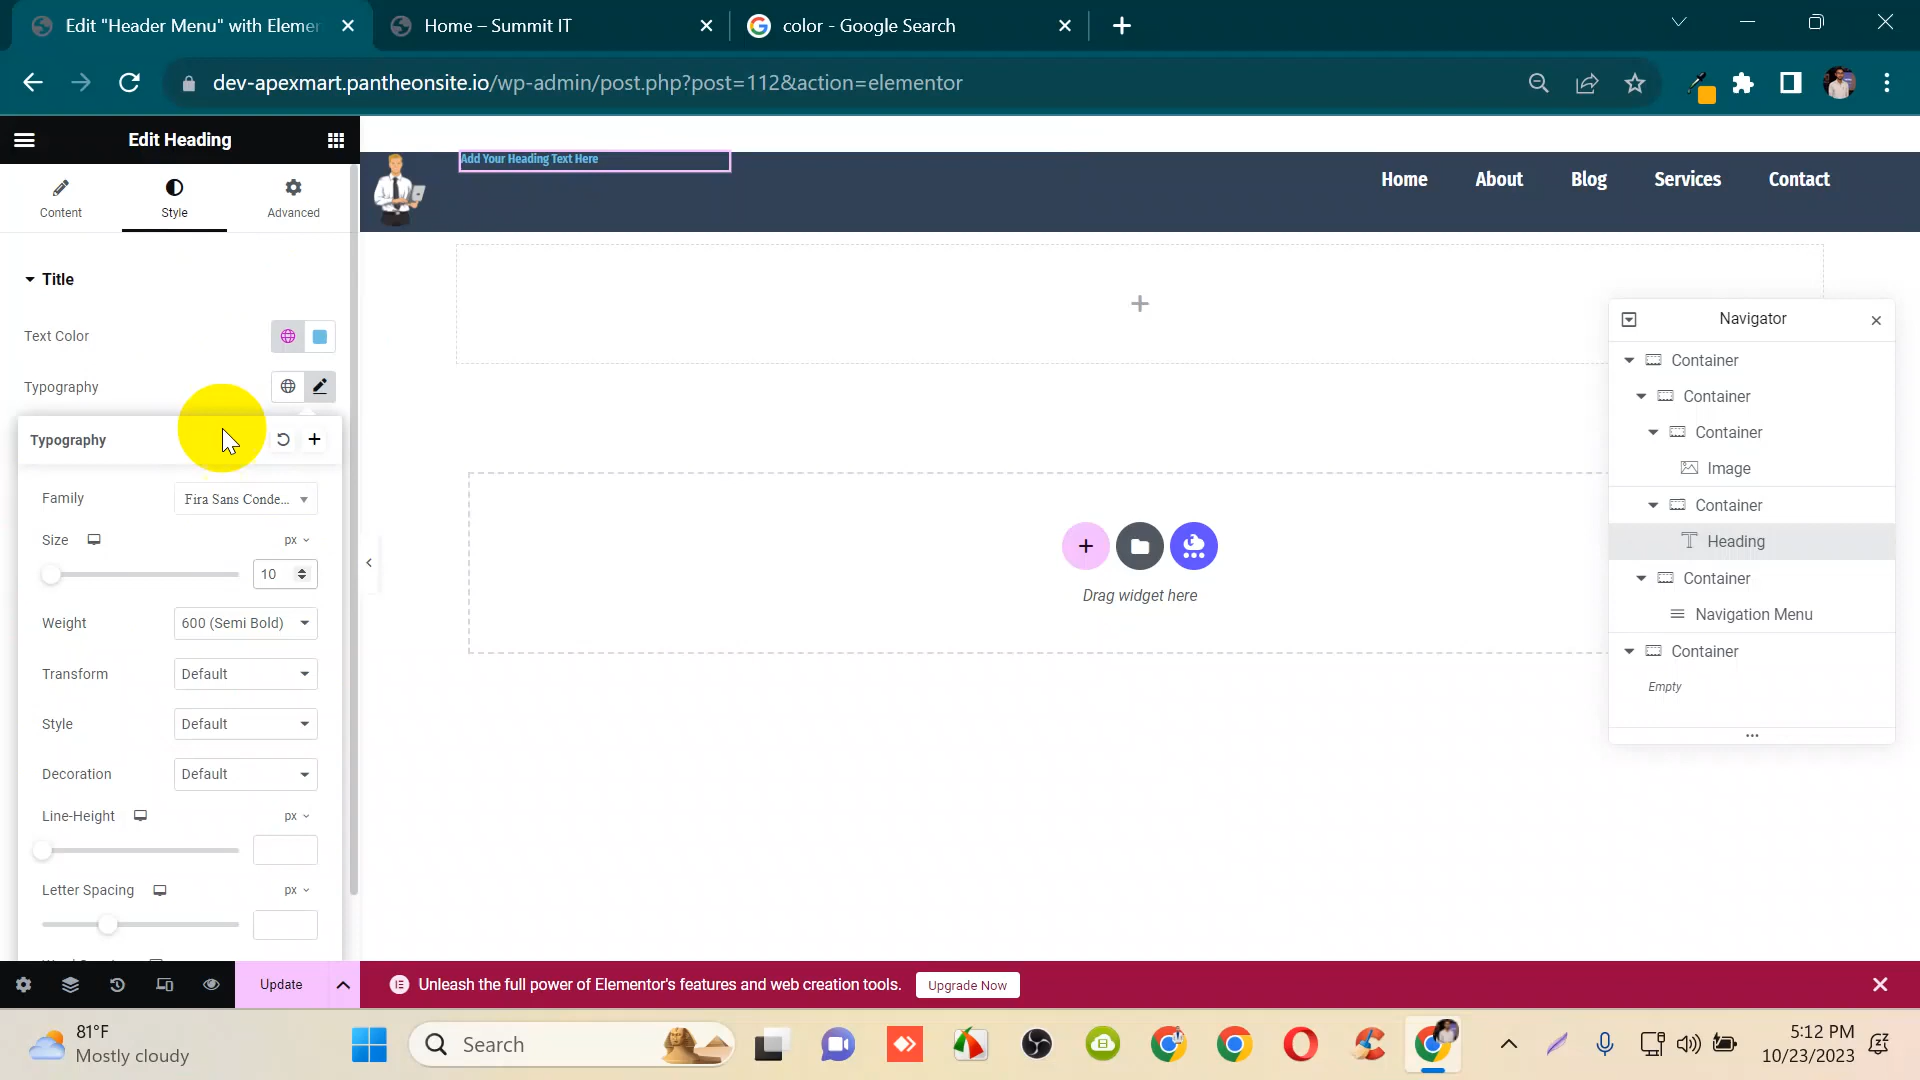 Edit "Header Menu" with Elemen
Home – Summit IT
color - Google Search
dev-apexmart.pantheonsite.io/wp-admin/post.php?post=112&action=elementor
Edit Heading
Content
Style
Advanced
Title
Text Color
Typography
Typography
Family
Fira Sans Conde...
Size
px
10
Weight
600 (Semi Bold)
Transform
Default
Style
Default
Decoration
Default
Line-Height
px
Letter Spacing
px
Update
Add Your Heading Text Here
Home
About
Blog
Services
Contact
Drag widget here
Navigator
Container
Container
Container
Image
Container
Heading
Container
Navigation Menu
Container
Empty
Unleash the full power of Elementor's features and web creation tools.
Upgrade Now
81°F
Mostly cloudy
Search
5:12 PM
10/23/2023